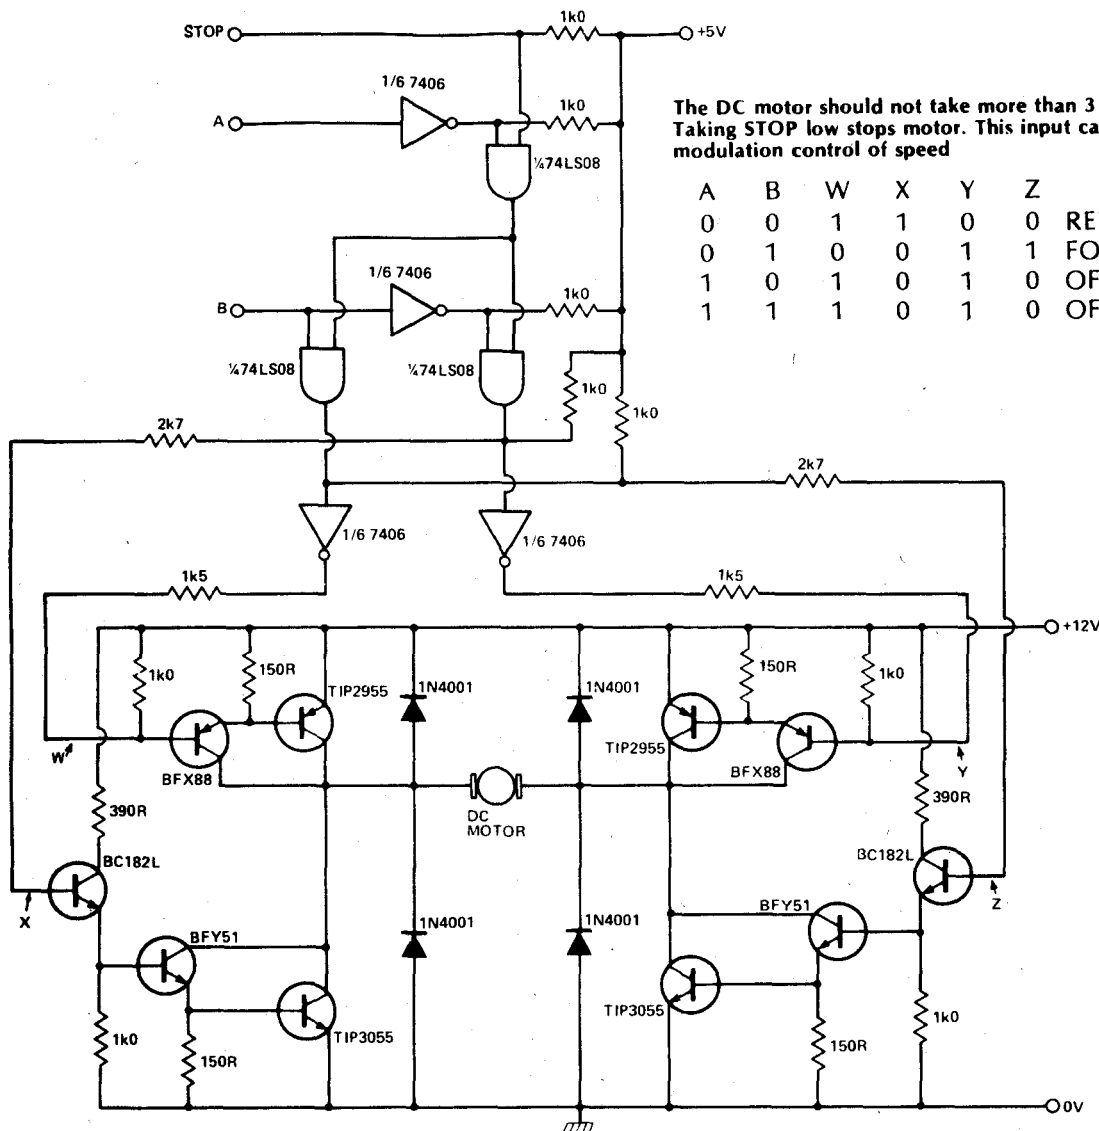 STOP
1k0
+5V
1/6 7406
A
1k0
¼74LS08
The DC motor should not take more than 3
Taking STOP low stops motor. This input ca
modulation control of speed
A B W X Y Z
0 0 1 1 0 0 RE
0 1 0 0 1 1 FO
1 0 1 0 1 0 OF
1 1 1 0 1 0 OF
1/6 7406
B
1k0
¼74LS08
¼74LS08
1k0
1k0
2k7
2k7
1/6 7406
1/6 7406
1k5
1k5
+12V
1k0
150R
TIP2955
1N4001
1N4001
150R
1k0
W
BFX88
TIP2955
BFX88
Y
390R
DC
MOTOR
390R
BC182L
BC182L
X
Z
BFY51
1N4001
1N4001
BFY51
1k0
150R
TIP3055
TIP3055
150R
1k0
0V